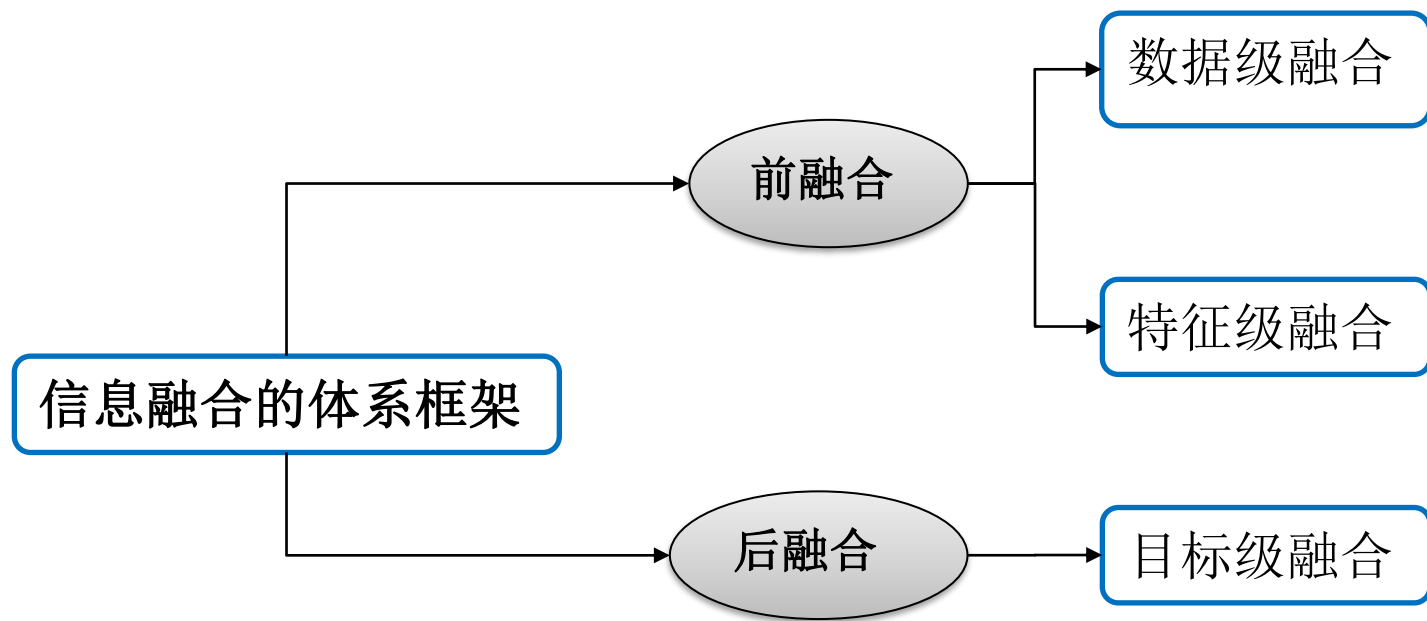 数据级融合
前融合
特征级融合
信息融合的体系框架
后融合
目标级融合